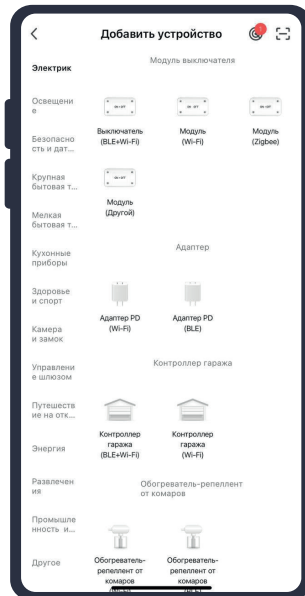 Добавить устройство
1
Электрик
Освещени
е
Безопасно
сть и дат...
Крупная
бытовая т...
Мелкая
бытовая т...
Кухонные
приборы
Здоровье
и спорт
Камера
и замок
Управлени
е шлюзом
Путешеств
ие на отк...
Энергия
Развлечен
ия
Промышле
нность и...
Другое
Модуль выключателя
Выключатель
(BLE+Wi-Fi)
Модуль
(Wi-Fi)
Модуль
(Zigbee)
Модуль
(Другой)
Адаптер
Адаптер PD
(Wi-Fi)
Адаптер PD
(BLE)
Контроллер гаража
Контроллер
гаража
(BLE+Wi-Fi)
Контроллер
гаража
(Wi-Fi)
Обогреватель-репеллент
от комаров
Обогреватель-
репеллент от
комаров
Обогреватель-
репеллент от
комаров